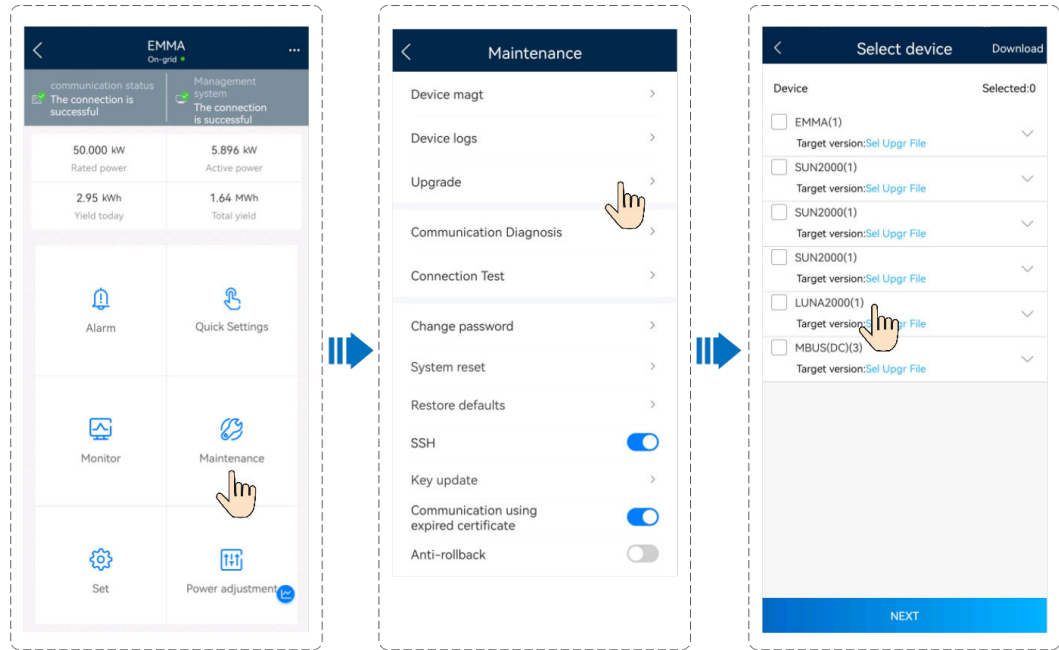 EMMA
On-grid
communication status
The connection is
successful
Management
system
The connection
is successful
50.000 kW
5.896 kW
Rated power
Active power
2.95 kWh
1.64 MWh
Yield today
Total yield
Alarm
Quick Settings
Monitor
Maintenance
Set
Power adjustment
Maintenance
Device magt
Device logs
Upgrade
Communication Diagnosis
Connection Test
Change password
System reset
Restore defaults
SSH
Key update
Communication using
expired certificate
Anti-rollback
Select device
Download
Device
Selected:0
EMMA(1)
Target version:Sel Upgr File
SUN2000(1)
Target version:Sel Upgr File
SUN2000(1)
Target version:Sel Upgr File
SUN2000(1)
Target version:Sel Upgr File
LUNA2000(1)
Target version: File
MBUS(DC)(3)
Target version:Sel Upgr File
NEXT